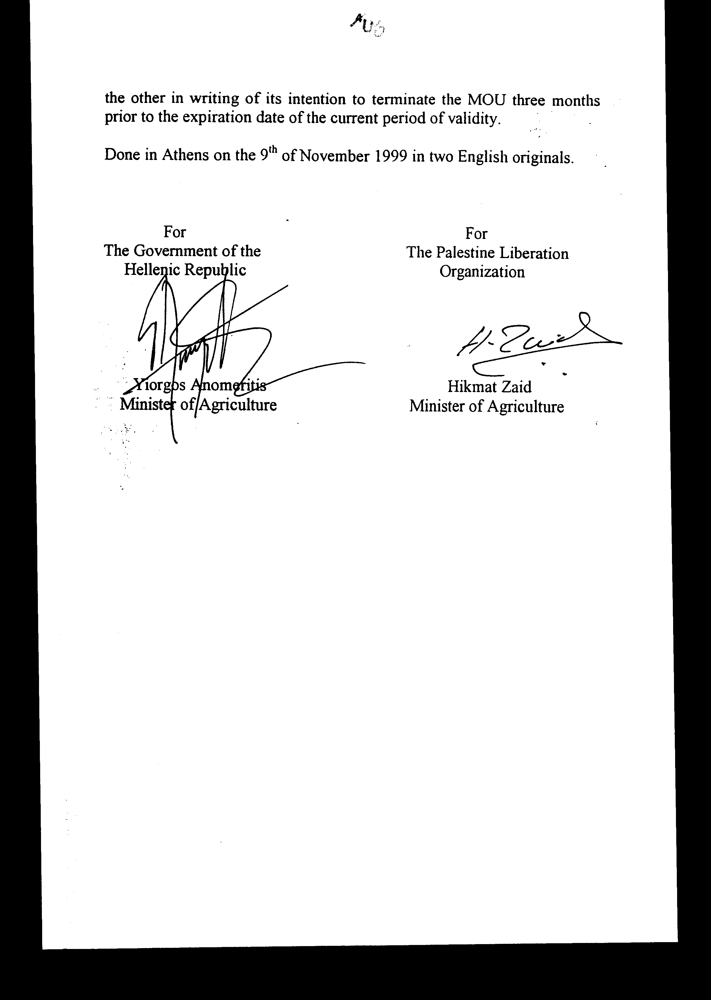 the other in writing of its intention to terminate the MOU three months
prior to the expiration date of the current period of validity.
Done in Athens on the 9th of November 1999 in two English originals.
For
The Government of the
Hellenic Republic
Yiorgos Anomeritis
Minister of Agriculture
For
The Palestine Liberation
Organization
H. Zaid
Hikmat Zaid
Minister of Agriculture